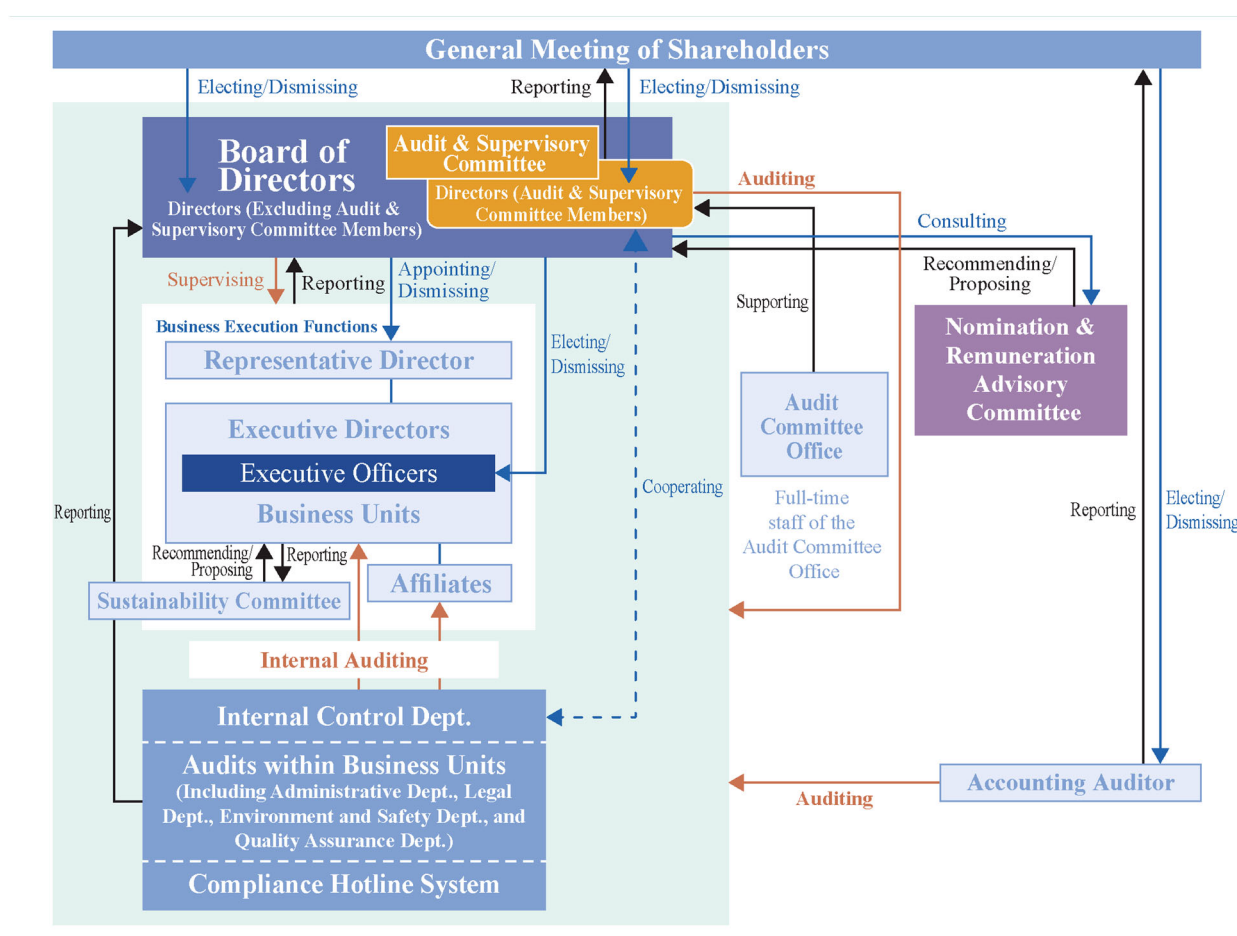 General Meeting of Shareholders
Electing/Dismissing
Reporting
Electing/Dismissing
Board of
Directors
Directors (Excluding Audit &
Supervisory Committee Members)
Audit & Supervisory
Committee
Directors (Audit & Supervisory
Committee Members)
Auditing
Consulting
Supervising
Reporting
Appointing/
Dismissing
Recommending/
Proposing
Supporting
Business Execution Functions
Representative Director
Electing/
Dismissing
Nomination &
Remuneration
Advisory
Committee
Executive Directors
Executive Officers
Business Units
Audit
Committee
Office
Full-time
staff of the
Audit Committee
Office
Cooperating
Reporting
Reporting
Electing/
Dismissing
Recommending/
Proposing
Reporting
Sustainability Committee
Affiliates
Internal Auditing
Internal Control Dept.
Audits within Business Units
(Including Administrative Dept., Legal
Dept., Environment and Safety Dept., and
Quality Assurance Dept.)
Compliance Hotline System
Auditing
Accounting Auditor